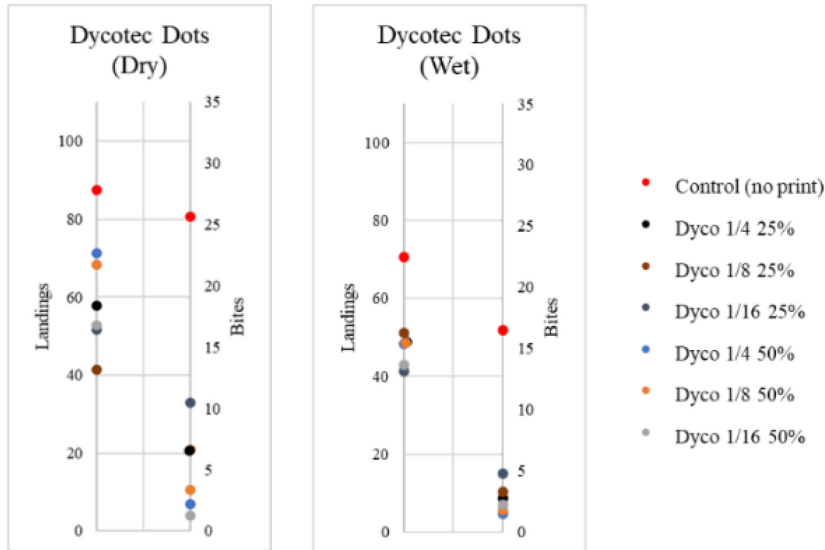 Dycotec Dots
(Dry)
35
100
30
80
25
20
60
Landings
Bites
15
40
10
20
5
0
0
Dycotec Dots
(Wet)
35
100
30
80
25
20
60
Landings
Bites
15
40
10
20
5
0
0
Control (no print)
Dyco 1/4 25%
Dyco 1/8 25%
Dyco 1/16 25%
Dyco 1/4 50%
Dyco 1/8 50%
Dyco 1/16 50%